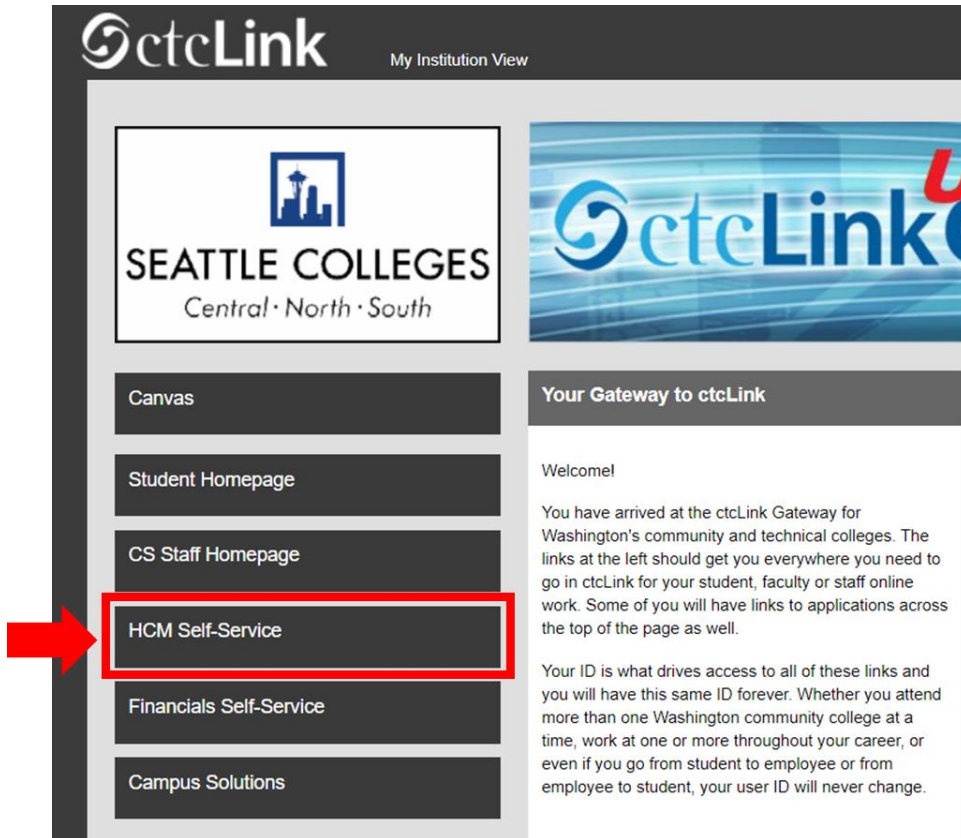 ctcLink
My Institution View
SEATTLE COLLEGES
Central · North · South
ctcLink
Canvas
Student Homepage
CS Staff Homepage
HCM Self-Service
Financials Self-Service
Campus Solutions
Your Gateway to ctcLink
Welcome!
You have arrived at the ctcLink Gateway for
Washington's community and technical colleges. The
links at the left should get you everywhere you need to
go in ctcLink for your student, faculty or staff online
work. Some of you will have links to applications across
the top of the page as well.
Your ID is what drives access to all of these links and
you will have this same ID forever. Whether you attend
more than one Washington community college at a
time, work at one or more throughout your career, or
even if you go from student to employee or from
employee to student, your user ID will never change.